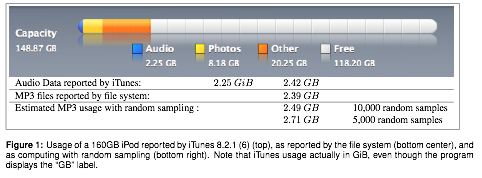 Capacity
148.87 GB
Audio
2.25 GB
Photos
8.18 GB
Other
20.25 GB
Free
118.20 GB
Audio Data reported by iTunes: 2.25 GiB 2.42 GB
MP3 files reported by file system: 2.39 GB
Estimated MP3 usage with random sampling : 2.49 GB 10,000 random samples
2.71 GB 5,000 random samples
Figure 1: Usage of a 160GB iPod reported by iTunes 8.2.1 (6) (top), as reported by the file system (bottom center), and
as computing with random sampling (bottom right). Note that iTunes usage actually in GiB, even though the program
displays the "GB" label.